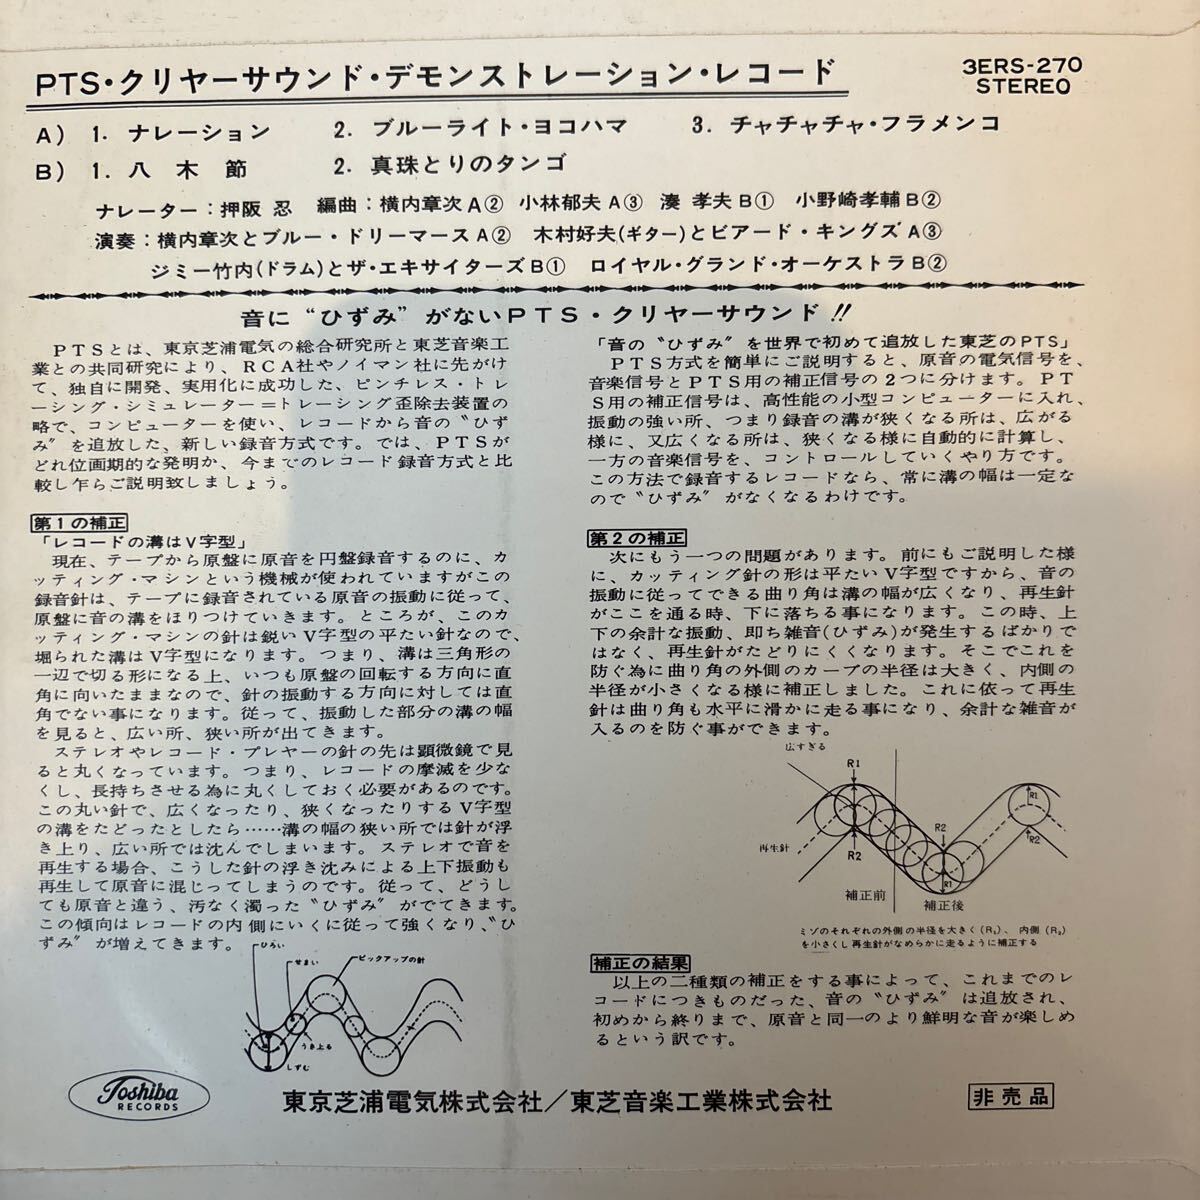 PTS・クリヤーサウンド・デモンストレーション・レコード
3ERS-270
STEREO
A） 1. ナレーション　2. ブルーライト・ヨコハマ　3. チャチャチャ・フラメンコ
B） 1. 八木節　2. 真珠とりのタンゴ
ナレーター：押阪 忍　編曲：横内章次A②　小林郁夫A③　湊 孝夫B①　小野崎孝輔B②
演奏：横内章次とブルー・ドリーマースA②　木村好夫(ギター)とビアード・キングズA③
ジミー竹内(ドラム)とザ・エキサイターズB①　ロイヤル・グランド・オーケストラB②
音に“ひずみ”がないPTS・クリヤーサウンド!!
PTSとは、東京芝浦電気の総合研究所と東芝音楽工
業との共同研究により、RCA社やノイマン社に先がけ
て、独自に開発、実用化に成功した、ピンチレス・トレ
ーシング・シミュレーター＝トレーシング歪除去装置の
略で、コンピューターを使い、レコードから音の〝ひず
み〟を追放した、新しい録音方式です。では、PTSが
どれ位画期的な発明か、今までのレコード録音方式と比
較し乍らご説明致しましょう。
第1の補正
「レコードの溝はV字型」
現在、テープから原盤に原音を円盤録音するのに、カ
ッティング・マシンという機械が使われていますがこの
録音針は、テープに録音されている原音の振動に従って、
原盤に音の溝をほりつけていきます。ところが、このカ
ッティング・マシンの針は鋭いV字型の平たい針なので、
堀られた溝はV字型になります。つまり、溝は三角形の
一辺で切る形になる上、いつも原盤の回転する方向に直
角に向いたままなので、針の振動する方向に対しては直
角でない事になります。従って、振動した部分の溝の幅
を見ると、広い所、狭い所が出てきます。
ステレオやレコード・プレヤーの針の先は顕微鏡で見
ると丸くなっています。つまり、レコードの摩滅を少な
くし、長持ちさせる為に丸くしておく必要があるのです。
この丸い針で、広くなったり、狭くなったりするV字型
の溝をたどったとしたら……溝の幅の狭い所では針が浮
き上り、広い所では沈んでしまいます。ステレオで音を
再生する場合、こうした針の浮き沈みによる上下振動も
再生して原音に混じってしまうのです。従って、どうし
ても原音と違う、汚なく濁った〝ひずみ〟がでてきます。
この傾向はレコードの内側にいくに従って強くなり、〝ひ
ずみ〟が増えてきます。
ひろい
せまい
ピックアップの針
うき上る
しずむ
「音の〝ひずみ〟を世界で初めて追放した東芝のPTS」
PTS方式を簡単にご説明すると、原音の電気信号を、
音楽信号とPTS用の補正信号の2つに分けます。PT
S用の補正信号は、高性能の小型コンピューターに入れ、
振動の強い所、つまり録音の溝が狭くなる所は、広がる
様に、又広くなる所は、狭くなる様に自動的に計算し、
一方の音楽信号を、コントロールしていくやり方です。
この方法で録音するレコードなら、常に溝の幅は一定な
ので〝ひずみ〟がなくなるわけです。
第2の補正
次にもう一つの問題があります。前にもご説明した様
に、カッティング針の形は平たいV字型ですから、音の
振動に従ってできる曲り角は溝の幅が広くなり、再生針
がここを通る時、下に落ちる事になります。この時、上
下の余計な振動、即ち雑音(ひずみ)が発生するばかりで
はなく、再生針がたどりにくくなります。そこでこれを
防ぐ為に曲り角の外側のカーブの半径は大きく、内側の
半径が小さくなる様に補正しました。これに依って再生
針は曲り角も水平に滑かに走る事になり、余計な雑音が
入るのを防ぐ事ができます。
広すぎる
R1
R2
再生針
補正前
R2
R1
補正後
R1
R2
ミゾのそれぞれの外側の半径を大きく(R₁)、内側(R₂)
を小さくし再生針がなめらかに走るように補正する
補正の結果
以上の二種類の補正をする事によって、これまでのレ
コードにつきものだった、音の〝ひずみ〟は追放され、
初めから終りまで、原音と同一のより鮮明な音が楽しめ
るという訳です。
Toshiba
RECORDS
東京芝浦電気株式会社/東芝音楽工業株式会社
非売品